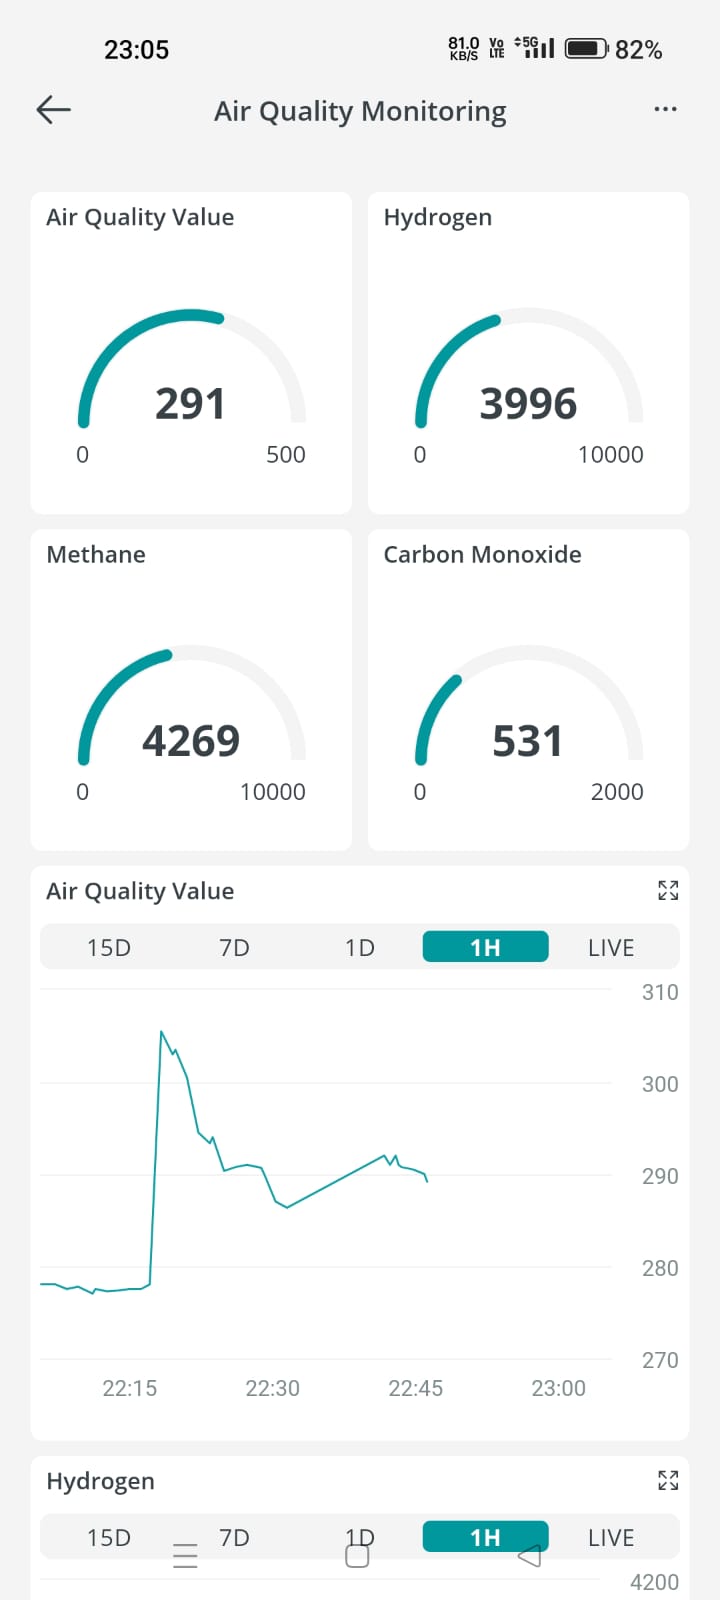 23:05
81.0 KB/S Vo LTE 5G 82%
Air Quality Monitoring
Air Quality Value
Hydrogen
291
3996
0 500
0 10000
Methane
Carbon Monoxide
4269
531
0 10000
0 2000
Air Quality Value
15D 7D 1D 1H LIVE
310
300
290
280
270
22:15 22:30 22:45 23:00
Hydrogen
15D 7D 1D 1H LIVE
4200